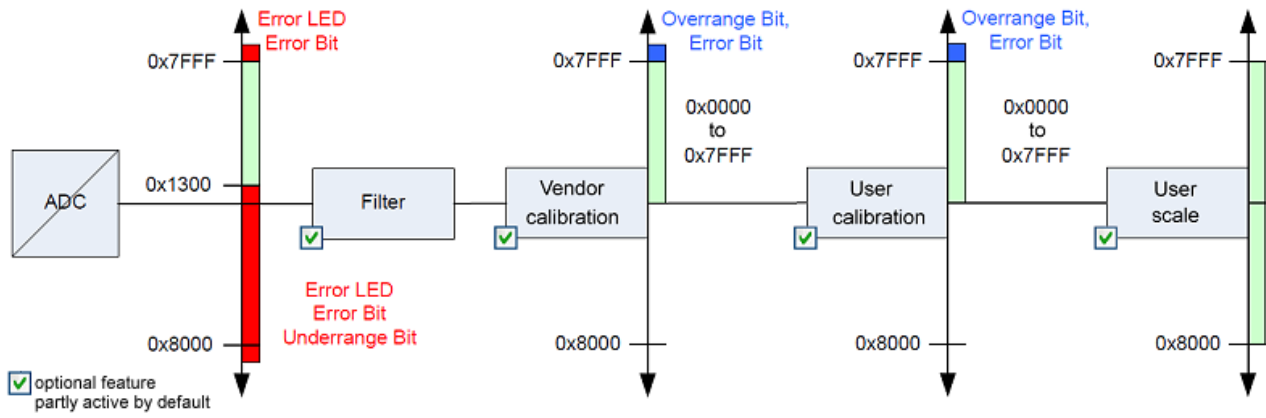 Error LED
Error Bit
0x7FFF
0x1300
0x8000
ADC
Error LED
Error Bit
Underrange Bit
Filter
Vendor
calibration
Overrange Bit,
Error Bit
0x7FFF
0x0000
to
0x7FFF
0x8000
User
calibration
Overrange Bit,
Error Bit
0x7FFF
0x0000
to
0x7FFF
0x8000
User
scale
0x7FFF
0x8000
optional feature
partly active by default